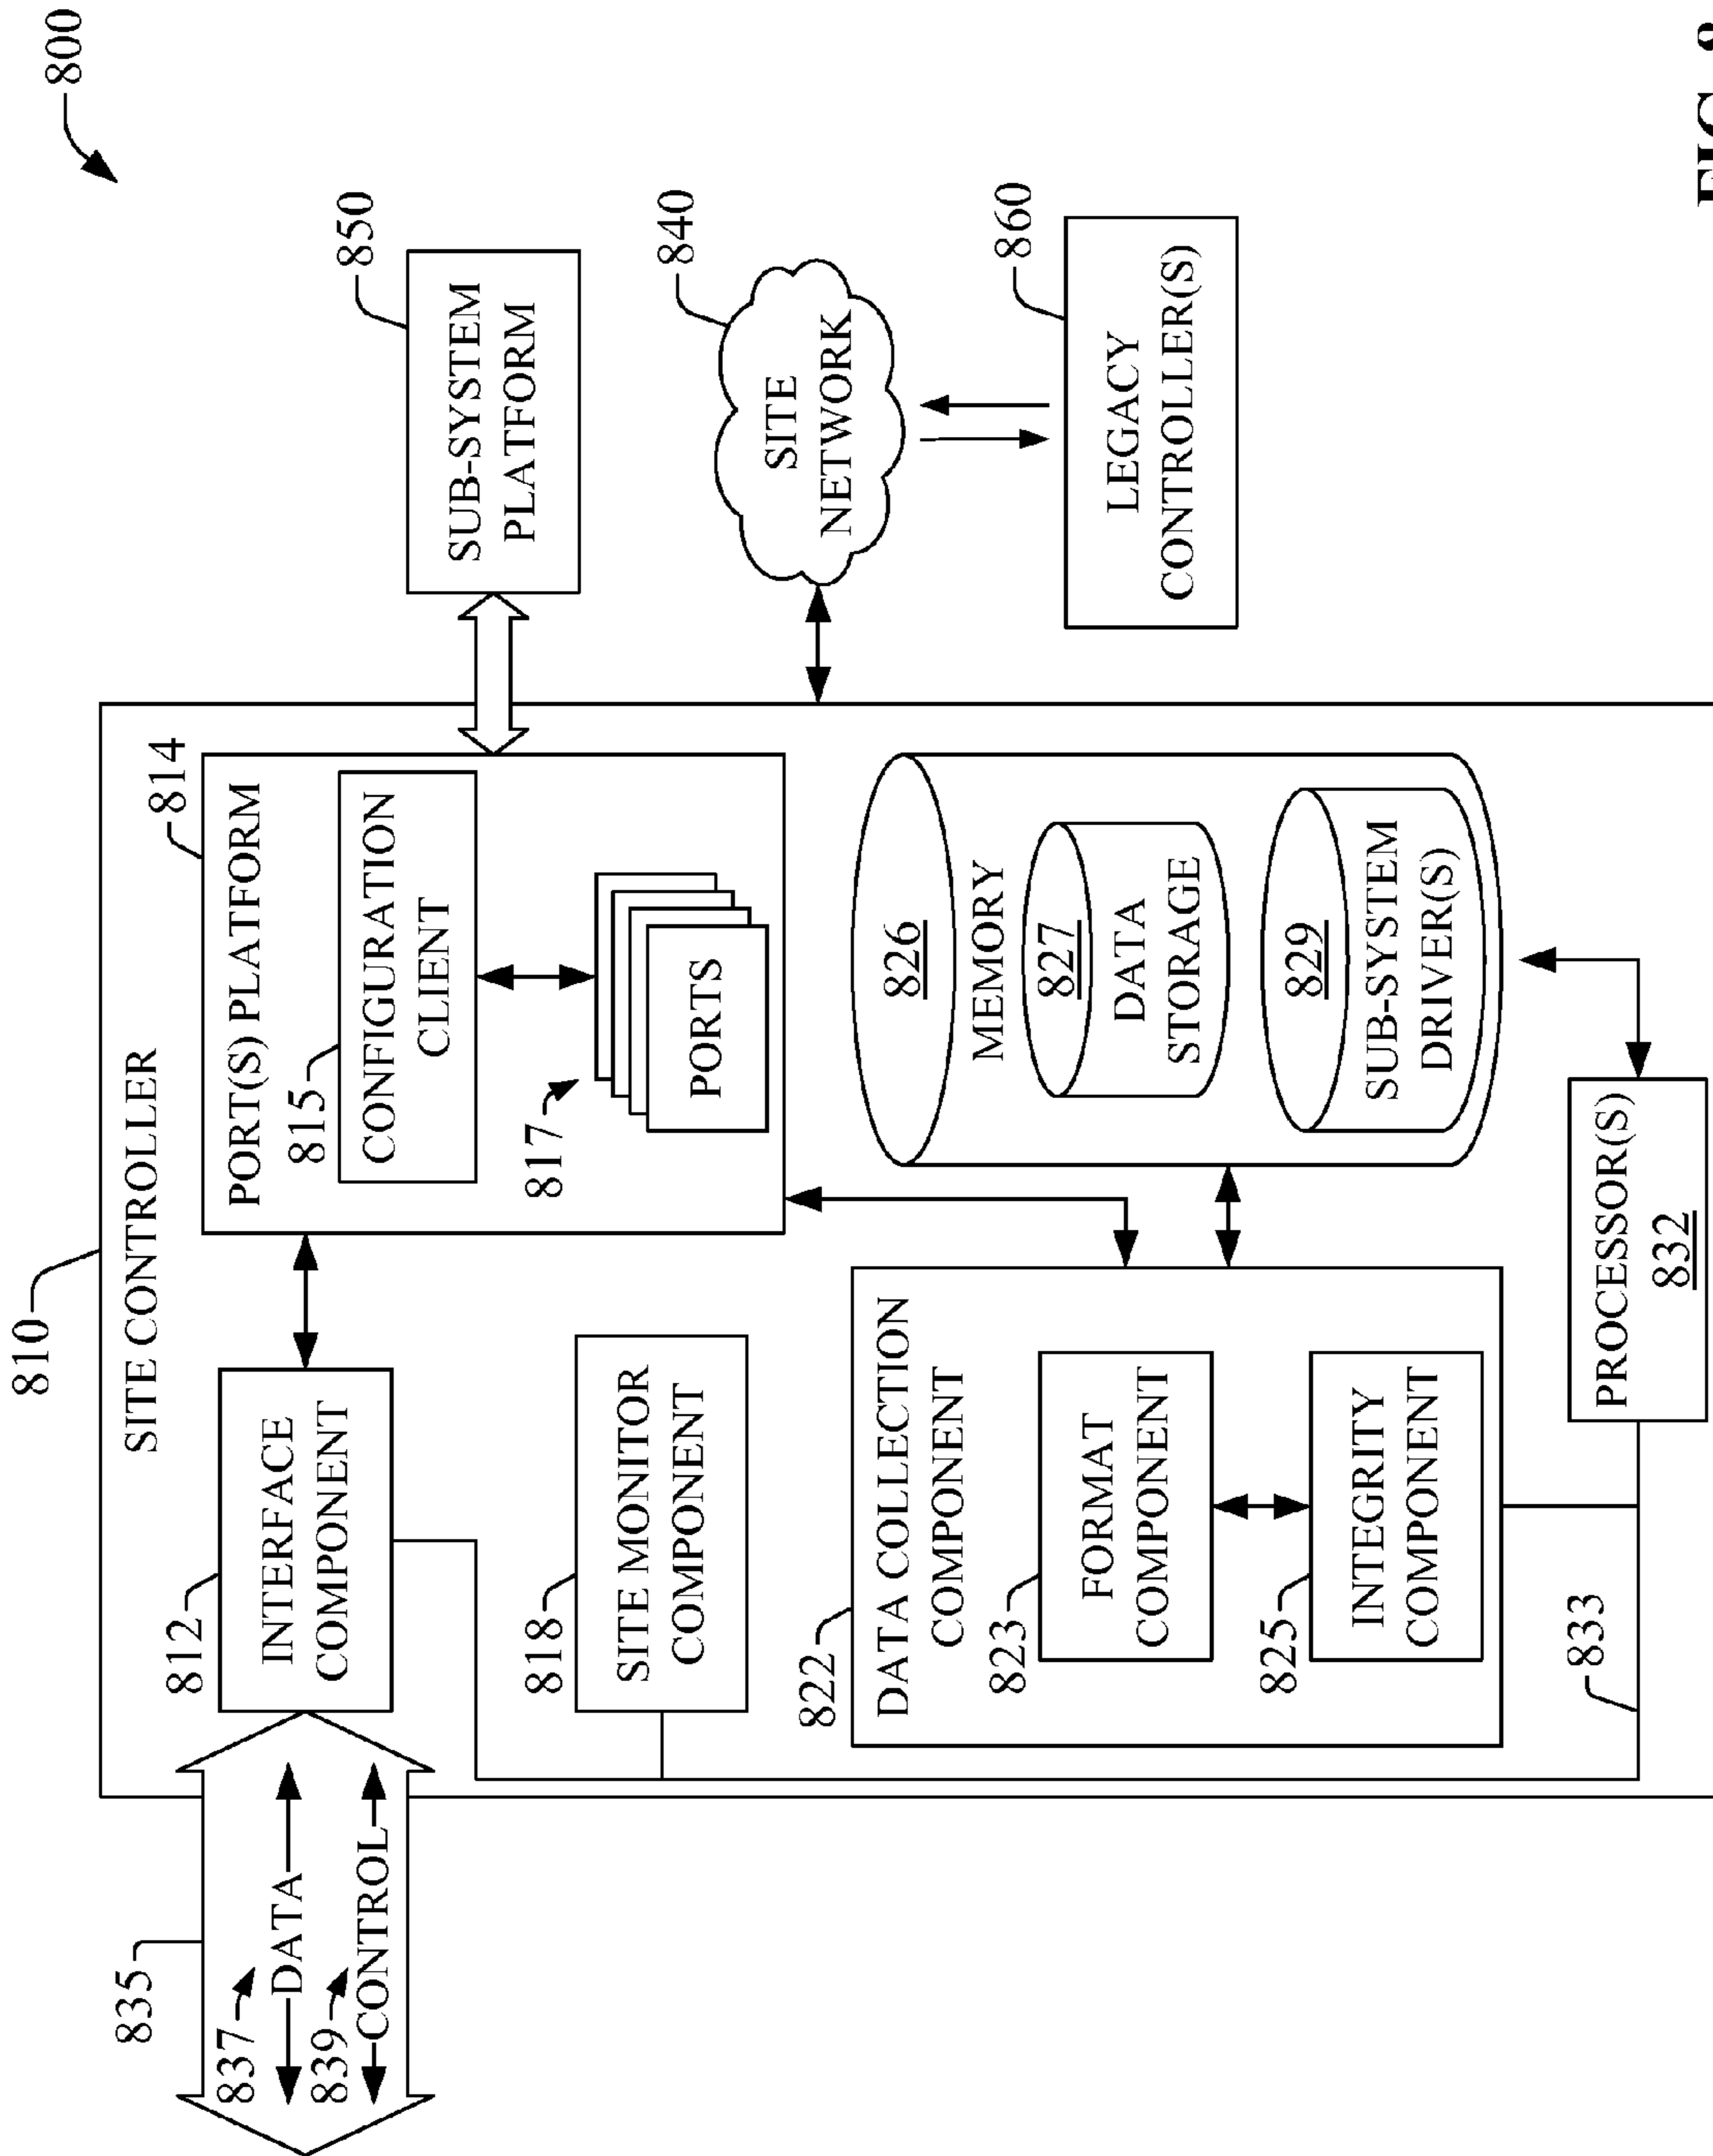 800
810
SITE CONTROLLER
835
837
DATA
839
CONTROL
812
INTERFACE
COMPONENT
814
PORT(S) PLATFORM
815
CONFIGURATION
CLIENT
817
PORTS
850
SUB-SYSTEM
PLATFORM
818
SITE MONITOR
COMPONENT
840
SITE
NETWORK
822
DATA COLLECTION
COMPONENT
823
FORMAT
COMPONENT
825
INTEGRITY
COMPONENT
826
MEMORY
827
DATA
STORAGE
829
SUB-SYSTEM
DRIVER(S)
860
LEGACY
CONTROLLER(S)
833
PROCESSOR(S)
832